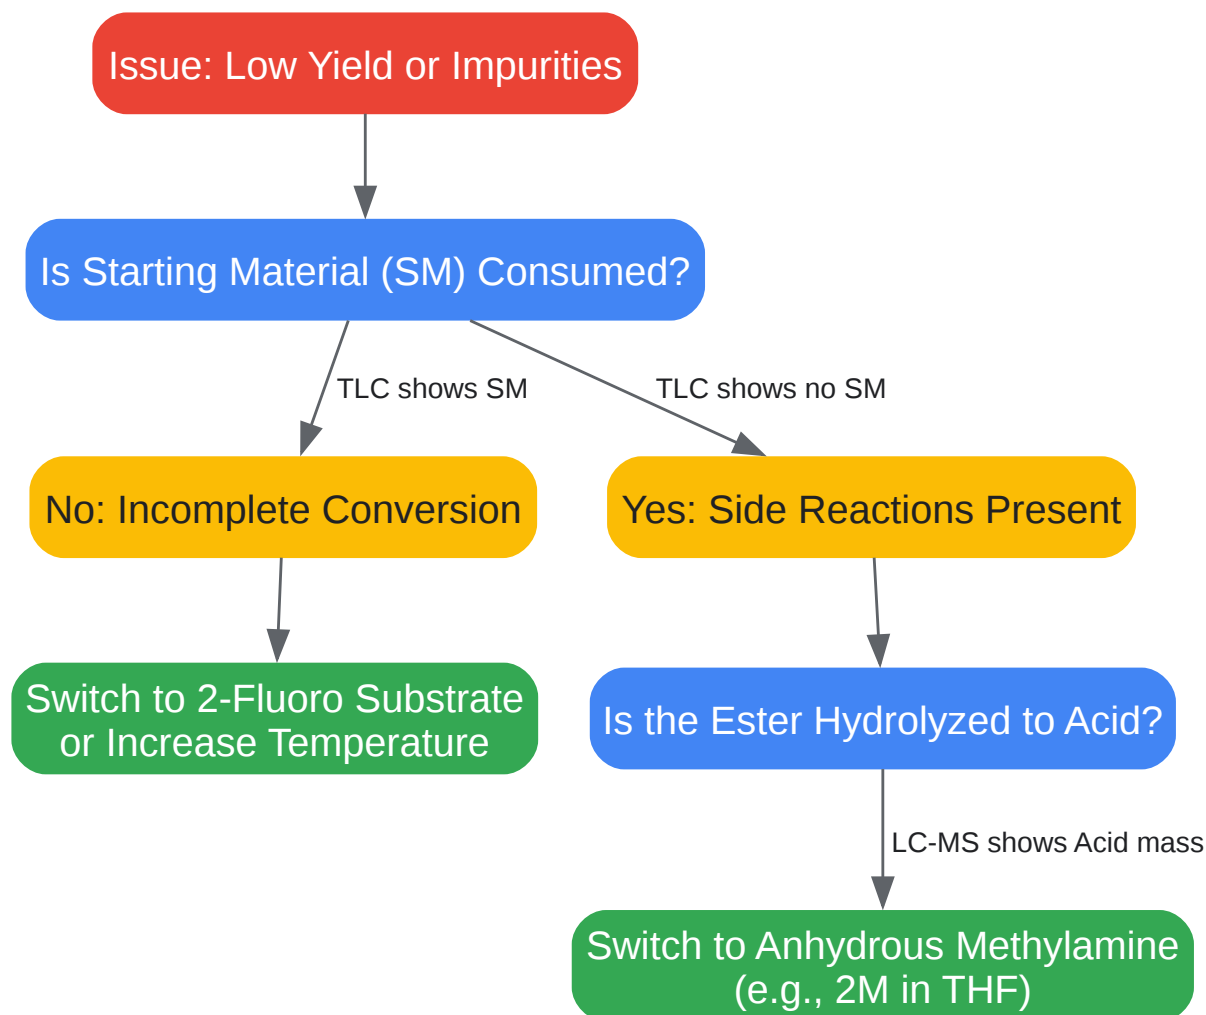 Issue: Low Yield or Impurities
Is Starting Material (SM) Consumed?
TLC shows SM
TLC shows no SM
No: Incomplete Conversion
Yes: Side Reactions Present
Switch to 2-Fluoro Substrate
or Increase Temperature
Is the Ester Hydrolyzed to Acid?
LC-MS shows Acid mass
Switch to Anhydrous Methylamine
(e.g., 2M in THF)